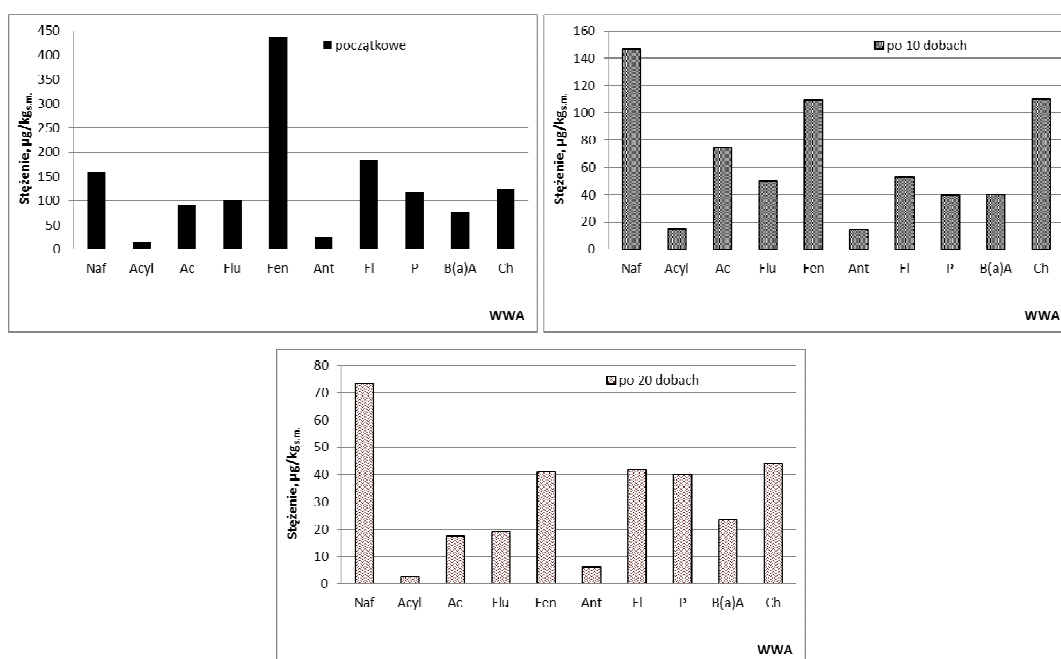 początkowe
Stężenie, µg/kgs.m.
450
400
350
300
250
200
150
100
50
0
Naf Acyl Ac Flu Fen Ant Fl P B(a)A Ch
WWA
po 10 dobach
Stężenie, µg/kgs.m.
160
140
120
100
80
60
40
20
0
Naf Acyl Ac Flu Fen Ant Fl P B(a)A Ch
WWA
po 20 dobach
Stężenie, µg/kgs.m.
80
70
60
50
40
30
20
10
0
Naf Acyl Ac Flu Fen Ant Fl P B(a)A Ch
WWA